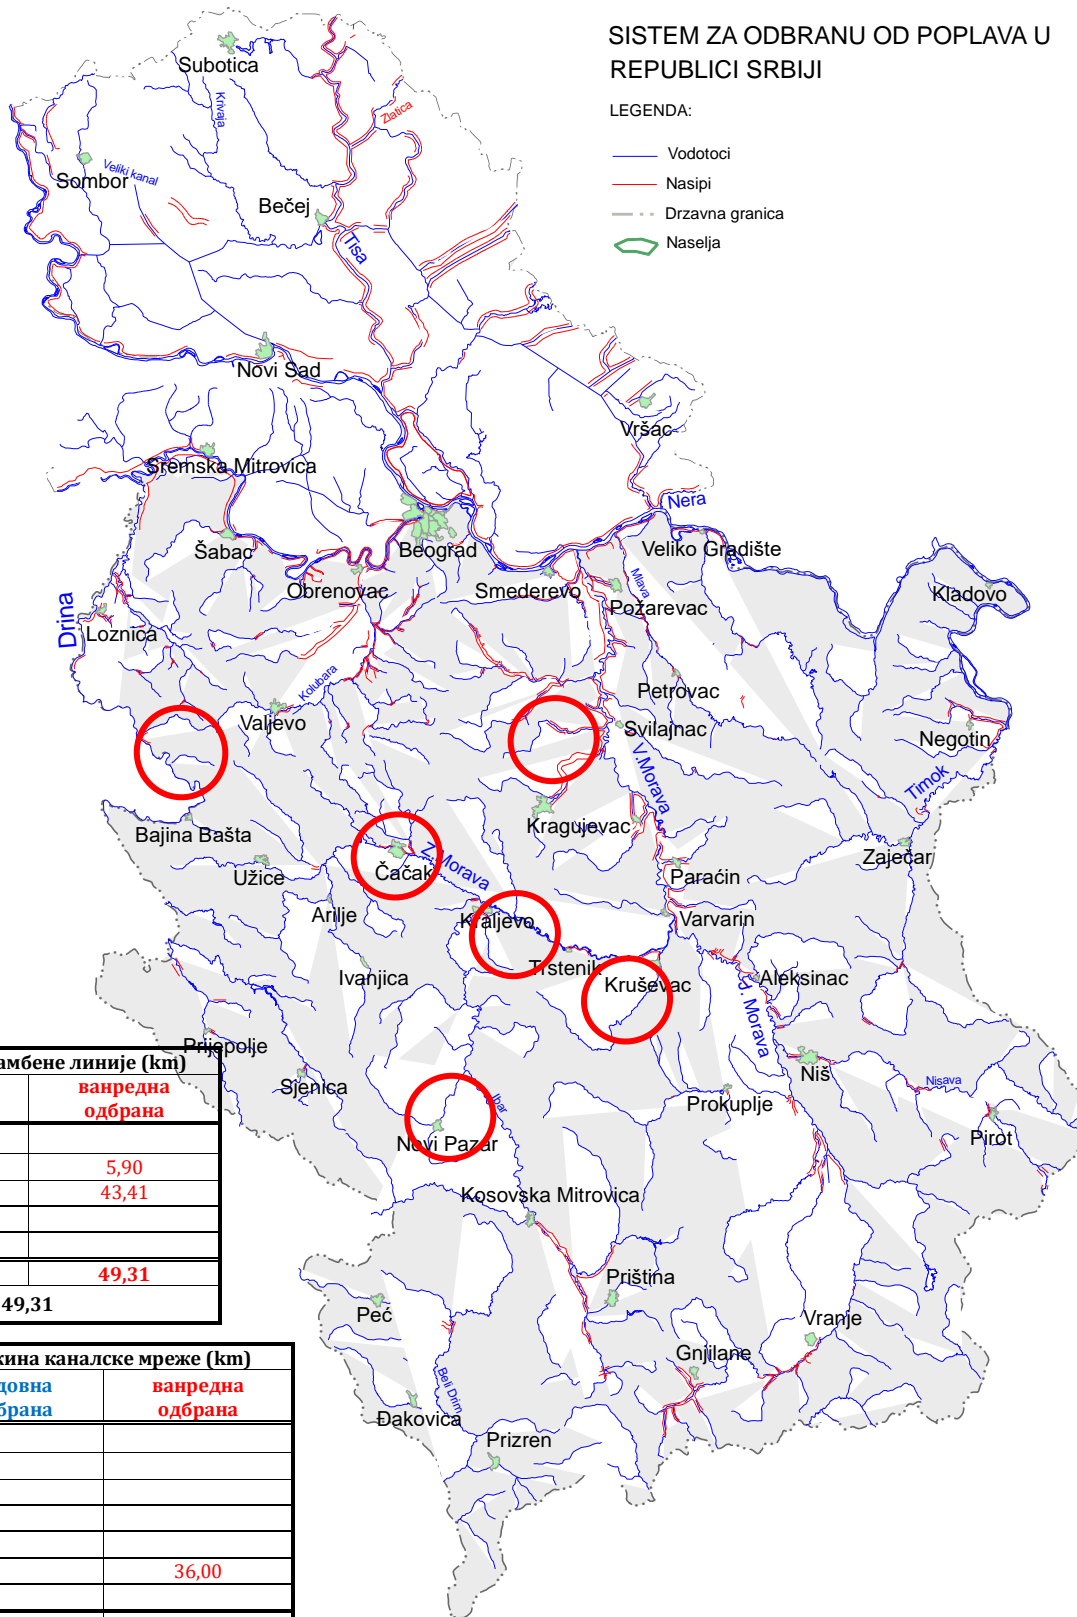 SISTEM ZA ODBRANU OD POPLAVA U
REPUBLICI SRBIJI
LEGENDA:
Vodotoci
Nasipi
Drzavna granica
Naselja
Subotica
Krivaja
Zlatica
Sombor
Veliki kanal
Bečej
Tisa
Novi Sad
Vršac
Sremska Mitrovica
Nera
Šabac
Beograd
Veliko Gradište
Obrenovac
Smederevo
Mlava
Požarevac
Kladovo
Drina
Loznica
Kolubara
Petrovac
Valjevo
Svilajnac
Negotin
V.Morava
Timok
Bajina Bašta
Kragujevac
Zaječar
Užice
Čačak
Z.Morava
Paraćin
Arilje
Kraljevo
Varvarin
Ivanjica
Trstenik
Kruševac
Aleksinac
J. Morava
Prijepolje
Sjenica
Niš
Nisava
Ibar
Prokuplje
Pirot
Novi Pazar
Kosovska Mitrovica
Priština
Peć
Vranje
Gnjilane
Beli Drim
Đakovica
Prizren
амбене линије (km)
ванредна
одбрана
5,90
43,41
49,31
49,31
кина каналске мреже (km)
довна
брана
ванредна
одбрана
36,00